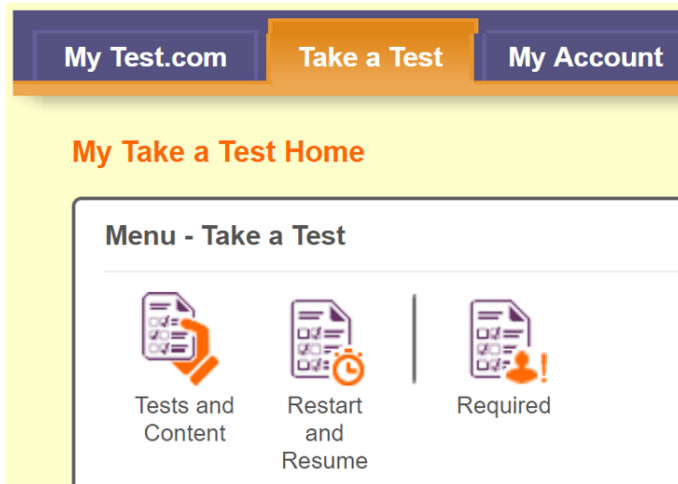 My Test.com Take a Test My Account
My Take a Test Home
Menu - Take a Test
Tests and
Content
Restart
and
Resume
Required